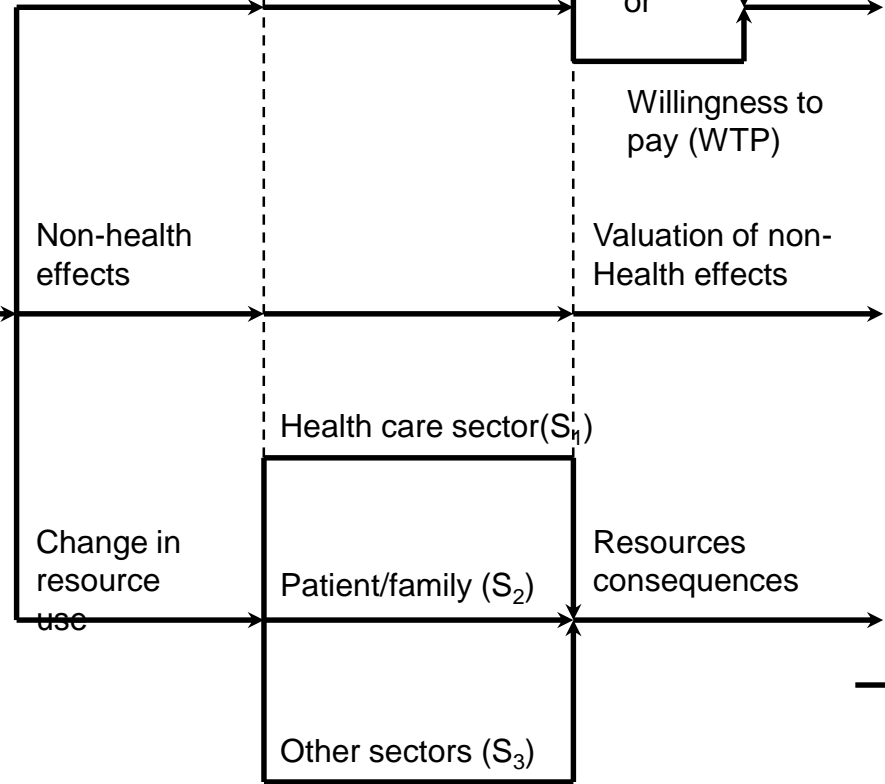 or
Willingness to
pay (WTP)
Non-health
effects
Valuation of non-
Health effects
Health care sector(S₁)
Change in
resource
use
Resources
consequences
Patient/family (S₂)
Other sectors (S₃)